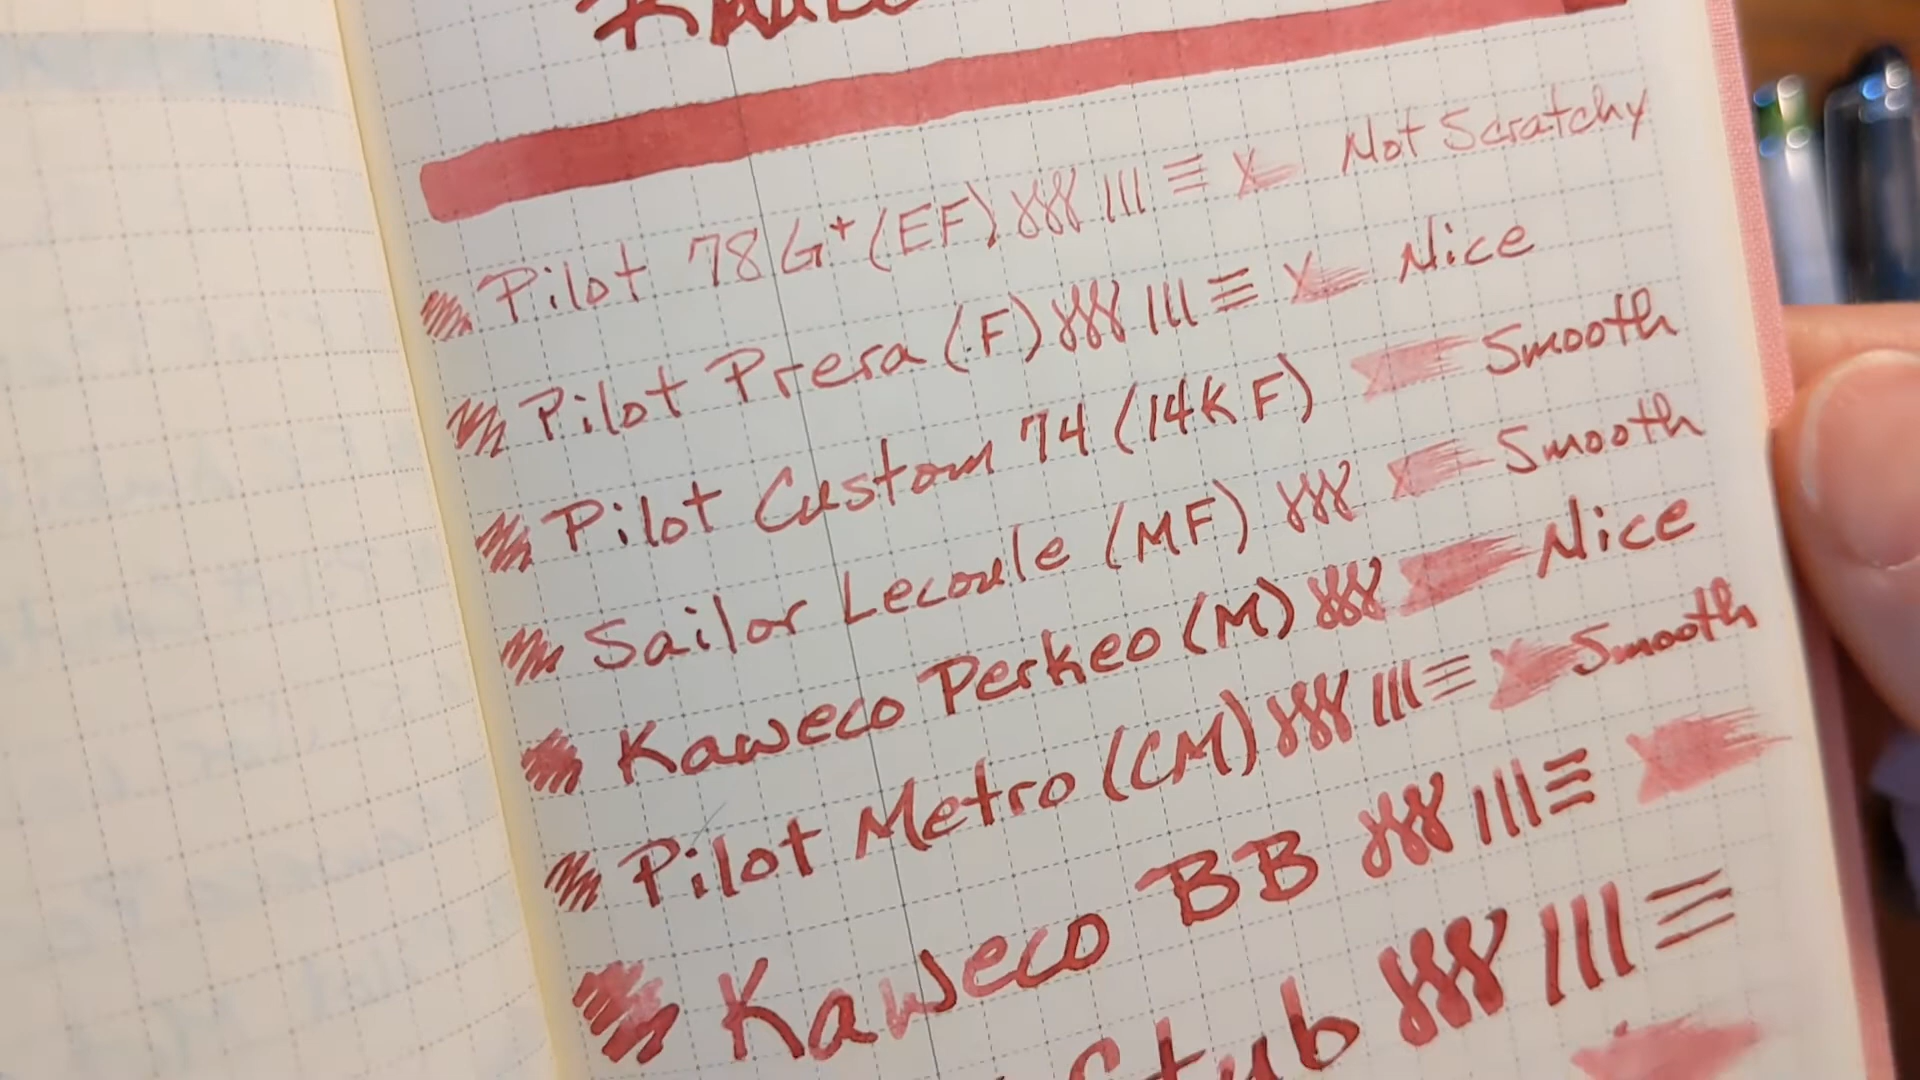 Pilot 78G+ (EF) Not Scratchy
Pilot Prera (F) Nice
Pilot Custom 74 (14K F) Smooth
Sailor Lecoule (MF) Smooth
Kaweco Perkeo (M) Nice
Pilot Metro (CM) Smooth
Kaweco BB
Stub